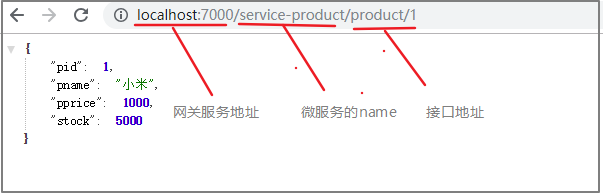 localhost:7000/service-product/product/1
{
"pid": 1,
"pname": "小米",
"pprice": 1000,
"stock": 5000
}
网关服务地址 微服务的name 接口地址